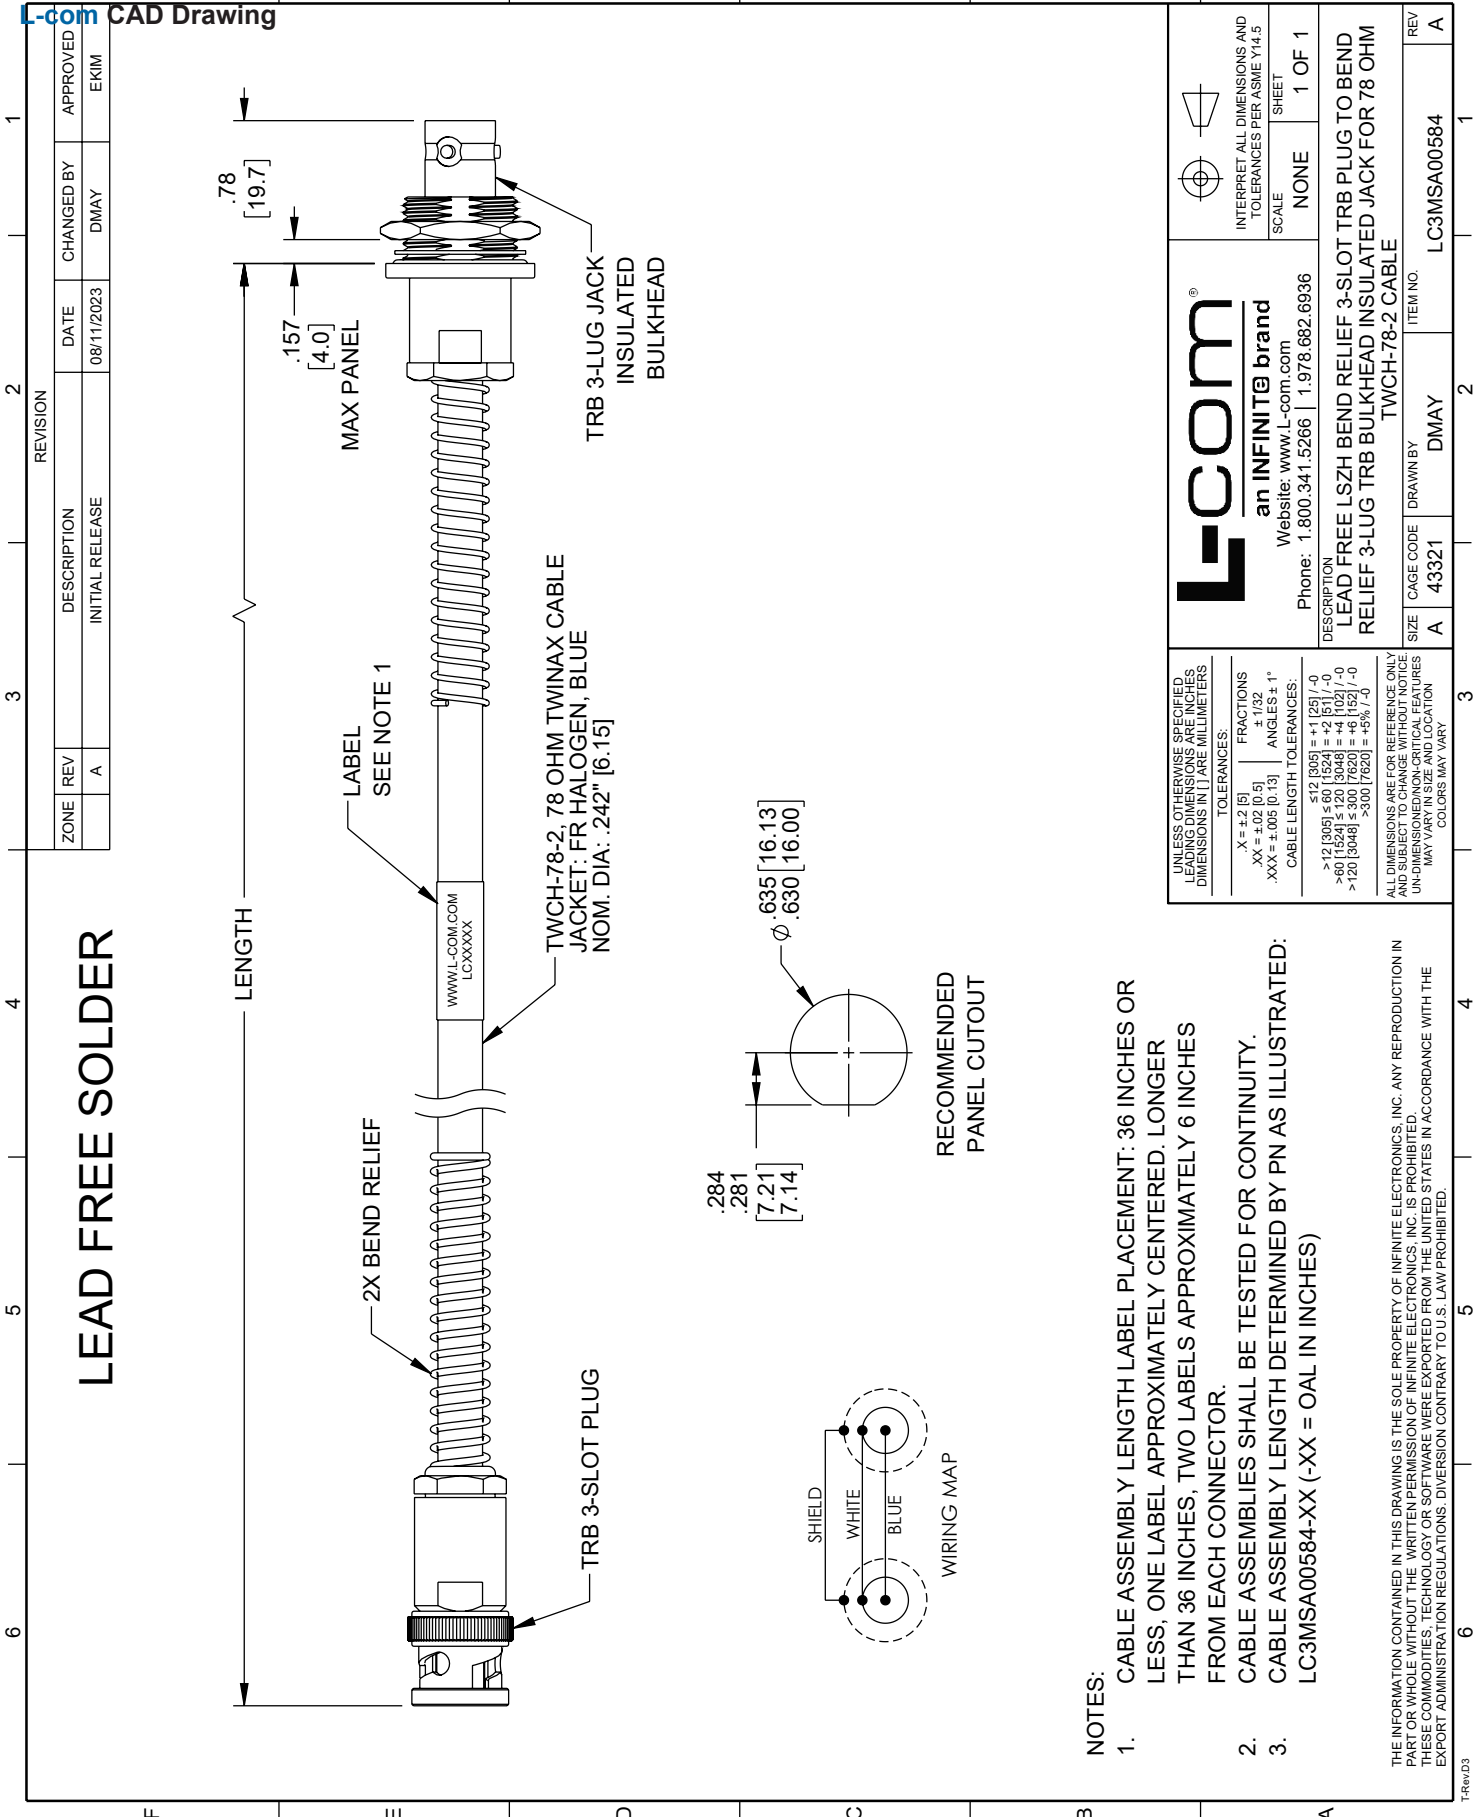 L-com CAD Drawing
REVISION
ZONE REV DESCRIPTION DATE CHANGED BY APPROVED
A INITIAL RELEASE 08/11/2023 DMAY EKIM
6 5 4 3 2 1
F
E
D
C
B
A
LEAD FREE SOLDER
LENGTH
.78
[19.7]
.157
[4.0]
MAX PANEL
2X BEND RELIEF
LABEL
SEE NOTE 1
WWW.L-COM.COM
LCXXXXX
TRB 3-SLOT PLUG
TWCH-78-2, 78 OHM TWINAX CABLE
JACKET: FR HALOGEN, BLUE
NOM. DIA: .242" [6.15]
TRB 3-LUG JACK
INSULATED
BULKHEAD
SHIELD
WHITE
BLUE
WIRING MAP
.284
.281
[7.21]
[7.14]
Ø .635 [16.13]
.630 [16.00]
RECOMMENDED
PANEL CUTOUT
NOTES:
1. CABLE ASSEMBLY LENGTH LABEL PLACEMENT: 36 INCHES OR
LESS, ONE LABEL APPROXIMATELY CENTERED. LONGER
THAN 36 INCHES, TWO LABELS APPROXIMATELY 6 INCHES
FROM EACH CONNECTOR.
2. CABLE ASSEMBLIES SHALL BE TESTED FOR CONTINUITY.
3. CABLE ASSEMBLY LENGTH DETERMINED BY PN AS ILLUSTRATED:
LC3MSA00584-XX (-XX = OAL IN INCHES)
THE INFORMATION CONTAINED IN THIS DRAWING IS THE SOLE PROPERTY OF INFINITE ELECTRONICS, INC. ANY REPRODUCTION IN
PART OR WHOLE WITHOUT THE WRITTEN PERMISSION OF INFINITE ELECTRONICS, INC. IS PROHIBITED.
THESE COMMODITIES, TECHNOLOGY OR SOFTWARE WERE EXPORTED FROM THE UNITED STATES IN ACCORDANCE WITH THE
EXPORT ADMINISTRATION REGULATIONS. DIVERSION CONTRARY TO U.S. LAW PROHIBITED.
UNLESS OTHERWISE SPECIFIED
LEADING DIMENSIONS ARE INCHES
DIMENSIONS IN [ ] ARE MILLIMETERS
TOLERANCES:
.X = ±.2 [5] FRACTIONS
.XX = ±.02 [0.5] ± 1/32
.XXX = ±.005 [0.13] ANGLES ± 1°
CABLE LENGTH TOLERANCES:
≤12 [305] = +1 [25] / -0
>12 [305] ≤ 60 [1524] = +2 [51] / -0
>60 [1524] ≤ 120 [3048] = +4 [102] / -0
>120 [3048] ≤ 300 [7620] = +6 [152] / -0
>300 [7620] = +5% / -0
ALL DIMENSIONS ARE FOR REFERENCE ONLY
AND SUBJECT TO CHANGE WITHOUT NOTICE.
UN-DIMENSIONED/NON-CRITICAL FEATURES
MAY VARY IN SIZE AND LOCATION
COLORS MAY VARY
L-com®
an INFINITE brand
Website: www.L-com.com
Phone: 1.800.341.5266 | 1.978.682.6936
INTERPRET ALL DIMENSIONS AND
TOLERANCES PER ASME Y14.5
SCALE NONE
SHEET 1 OF 1
DESCRIPTION
LEAD FREE LSZH BEND RELIEF 3-SLOT TRB PLUG TO BEND
RELIEF 3-LUG TRB BULKHEAD INSULATED JACK FOR 78 OHM
TWCH-78-2 CABLE
SIZE A
CAGE CODE 43321
DRAWN BY DMAY
ITEM NO. LC3MSA00584
REV A
6 5 4 3 2 1
T-Rev.D3